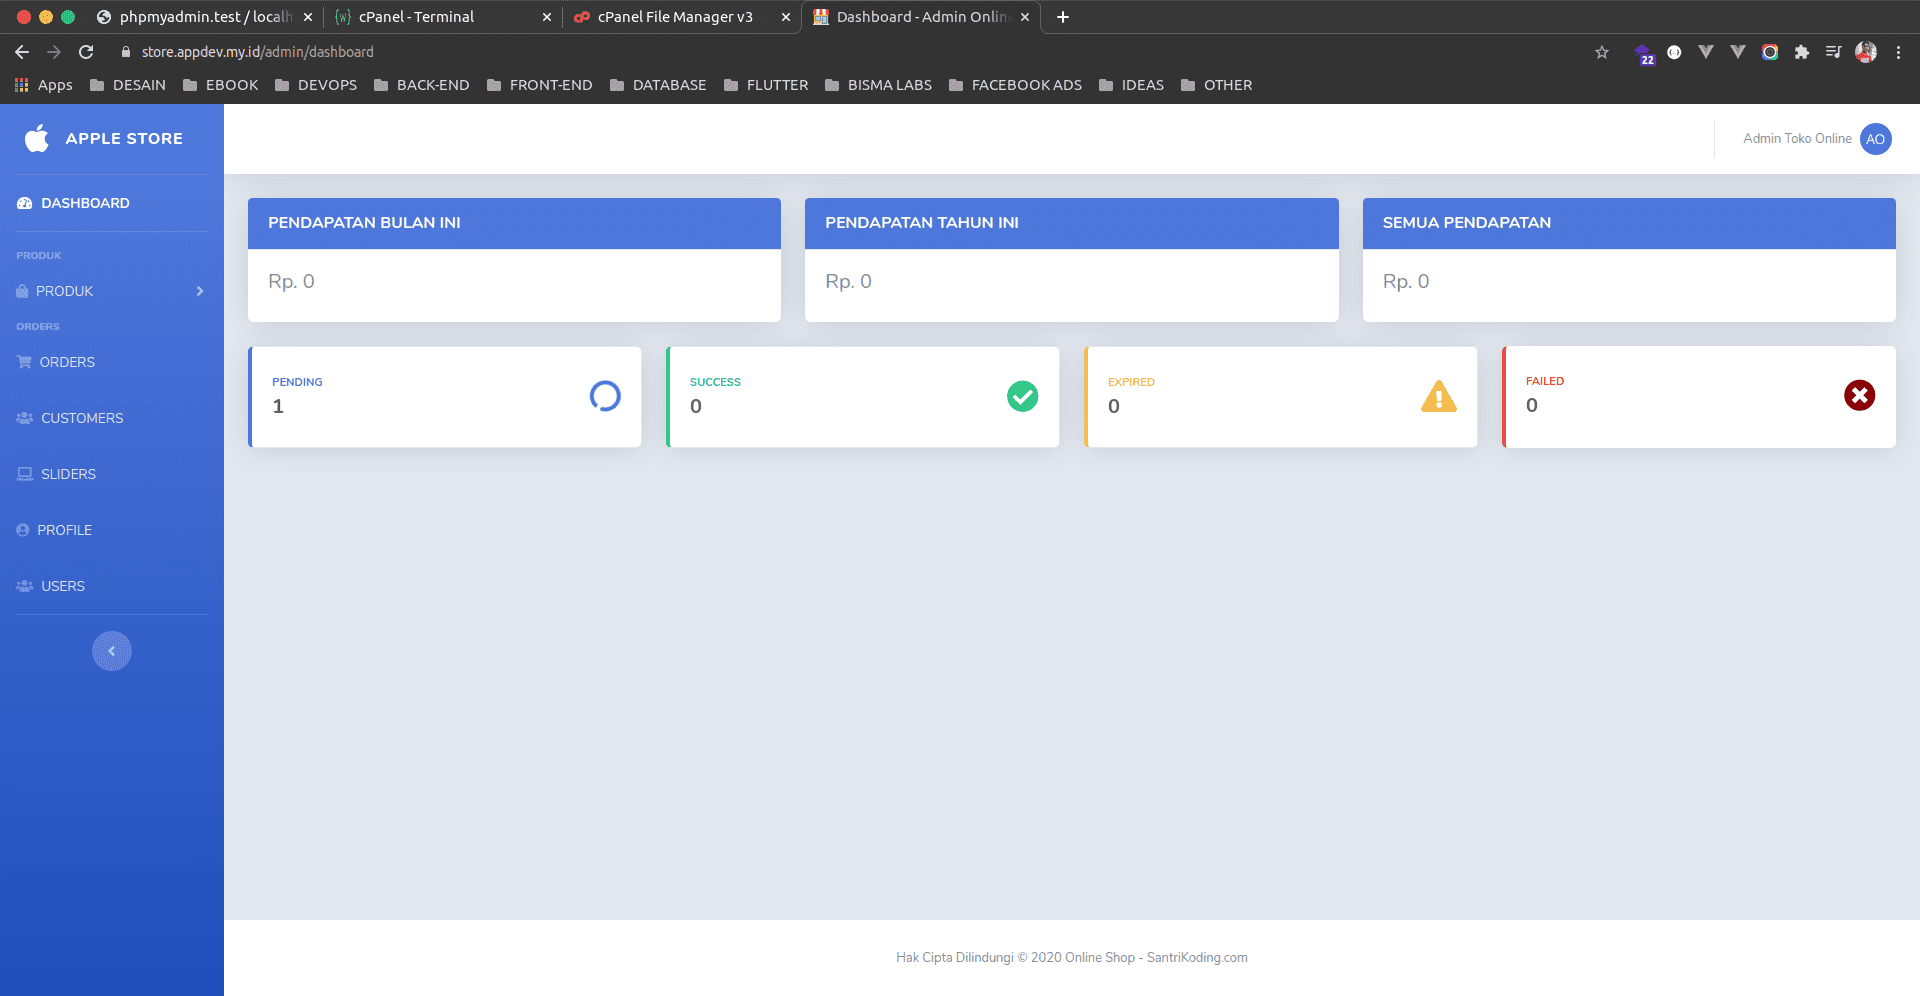 phpmyadmin.test / localh
cPanel - Terminal
cPanel File Manager v3
Dashboard - Admin Onlin
store.appdev.my.id/admin/dashboard
22
Apps
DESAIN
EBOOK
DEVOPS
BACK-END
FRONT-END
DATABASE
FLUTTER
BISMA LABS
FACEBOOK ADS
IDEAS
OTHER
APPLE STORE
Admin Toko Online
AO
DASHBOARD
PRODUK
PRODUK
ORDERS
ORDERS
CUSTOMERS
SLIDERS
PROFILE
USERS
PENDAPATAN BULAN INI
Rp. 0
PENDAPATAN TAHUN INI
Rp. 0
SEMUA PENDAPATAN
Rp. 0
PENDING
1
SUCCESS
0
EXPIRED
0
FAILED
0
Hak Cipta Dilindungi © 2020 Online Shop - SantriKoding.com